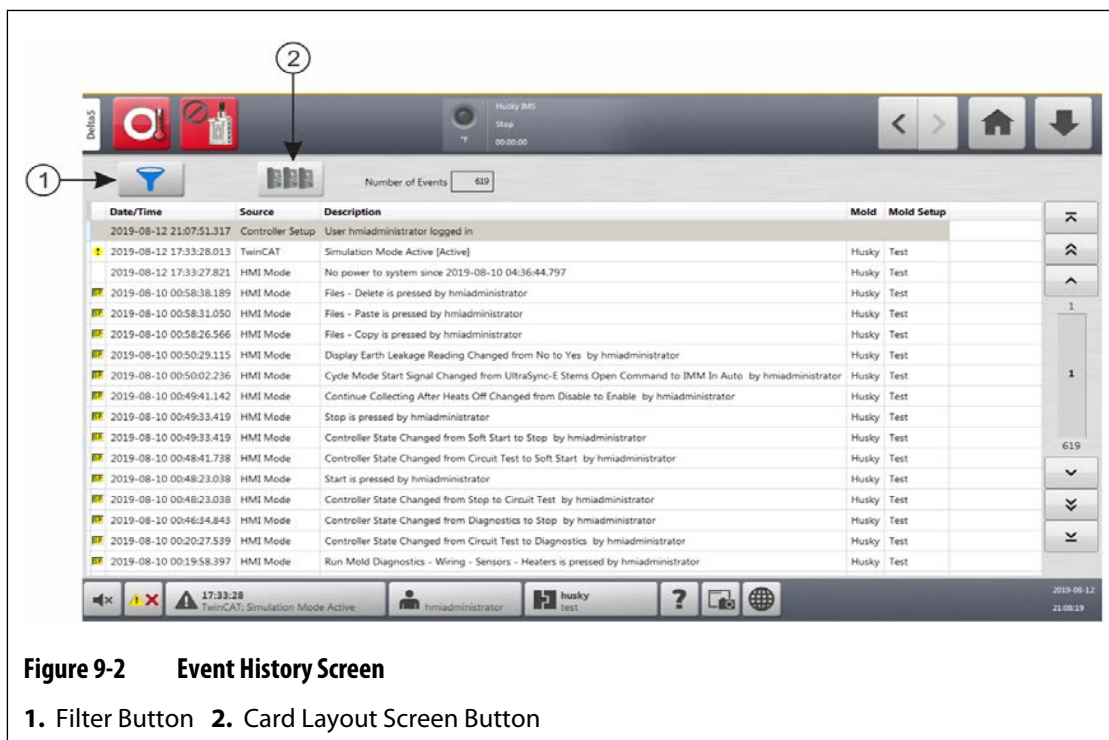 2
Delta5
Husky IMS
Stop
°F 00:00:00
1
Number of Events 619
Date/Time Source Description Mold Mold Setup
2019-08-12 21:07:51.317 Controller Setup User hmiadministrator logged in
2019-08-12 17:33:28.013 TwinCAT Simulation Mode Active [Active] Husky Test
2019-08-12 17:33:27.821 HMI Mode No power to system since 2019-08-10 04:36:44.797 Husky Test
2019-08-10 00:58:38.189 HMI Mode Files - Delete is pressed by hmiadministrator Husky Test
2019-08-10 00:58:31.050 HMI Mode Files - Paste is pressed by hmiadministrator Husky Test
2019-08-10 00:58:26.566 HMI Mode Files - Copy is pressed by hmiadministrator Husky Test
2019-08-10 00:50:29.115 HMI Mode Display Earth Leakage Reading Changed from No to Yes by hmiadministrator Husky Test
2019-08-10 00:50:02.236 HMI Mode Cycle Mode Start Signal Changed from UltraSync-E Stems Open Command to IMM In Auto by hmiadministrator Husky Test
2019-08-10 00:49:41.142 HMI Mode Continue Collecting After Heats Off Changed from Disable to Enable by hmiadministrator Husky Test
2019-08-10 00:49:33.419 HMI Mode Stop is pressed by hmiadministrator Husky Test
2019-08-10 00:49:33.419 HMI Mode Controller State Changed from Soft Start to Stop by hmiadministrator Husky Test
2019-08-10 00:48:41.738 HMI Mode Controller State Changed from Circuit Test to Soft Start by hmiadministrator Husky Test
2019-08-10 00:48:23.038 HMI Mode Start is pressed by hmiadministrator Husky Test
2019-08-10 00:48:23.038 HMI Mode Controller State Changed from Stop to Circuit Test by hmiadministrator Husky Test
2019-08-10 00:46:34.843 HMI Mode Controller State Changed from Diagnostics to Stop by hmiadministrator Husky Test
2019-08-10 00:20:27.539 HMI Mode Controller State Changed from Circuit Test to Diagnostics by hmiadministrator Husky Test
2019-08-10 00:19:58.397 HMI Mode Run Mold Diagnostics - Wiring - Sensors - Heaters is pressed by hmiadministrator Husky Test
1
1
619
17:33:28
TwinCAT: Simulation Mode Active
hmiadministrator
husky
test
?
2019-08-12
21:08:19
Figure 9-2 Event History Screen
1. Filter Button 2. Card Layout Screen Button